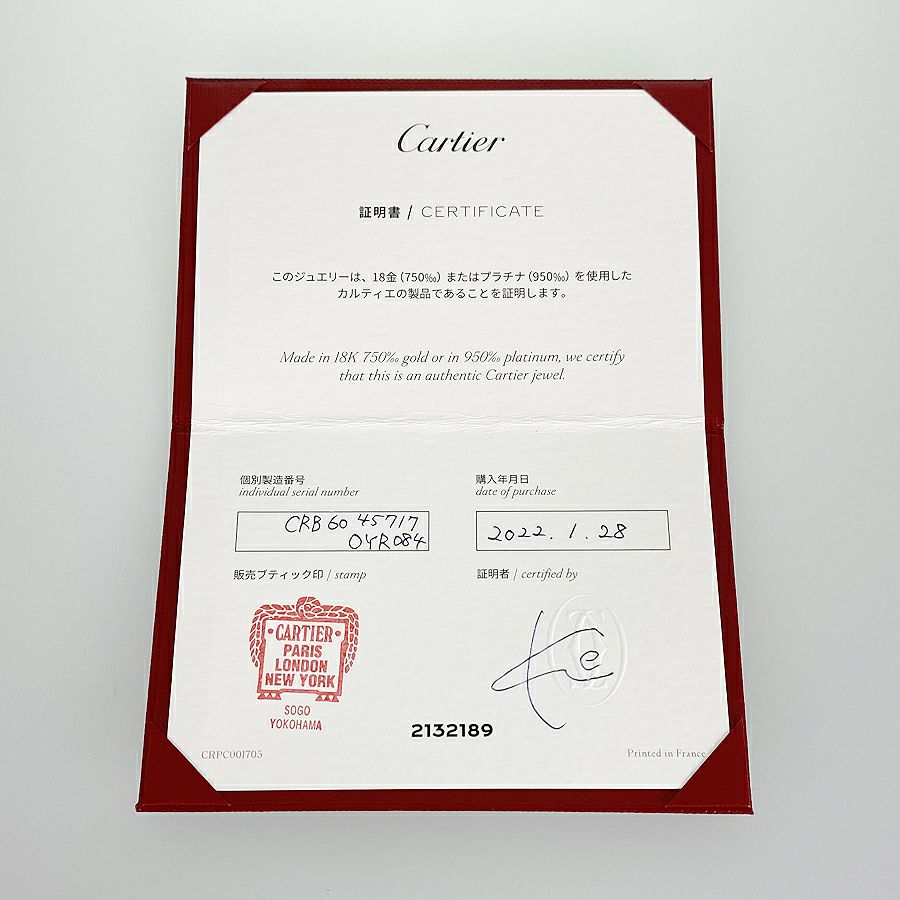 Cartier
証明書 / CERTIFICATE
このジュエリーは、18金（750‰）またはプラチナ（950‰）を使用した
カルティエの製品であることを証明します。
Made in 18K 750‰ gold or in 950‰ platinum, we certify
that this is an authentic Cartier jewel.
個別製造番号
individual serial number
CRB60 45717
OYR084
購入年月日
date of purchase
2022. 1. 28
販売ブティック印 / stamp
CARTIER
PARIS
LONDON
NEW YORK
SOGO
YOKOHAMA
証明者 / certified by
2132189
CRPC001705
Printed in France